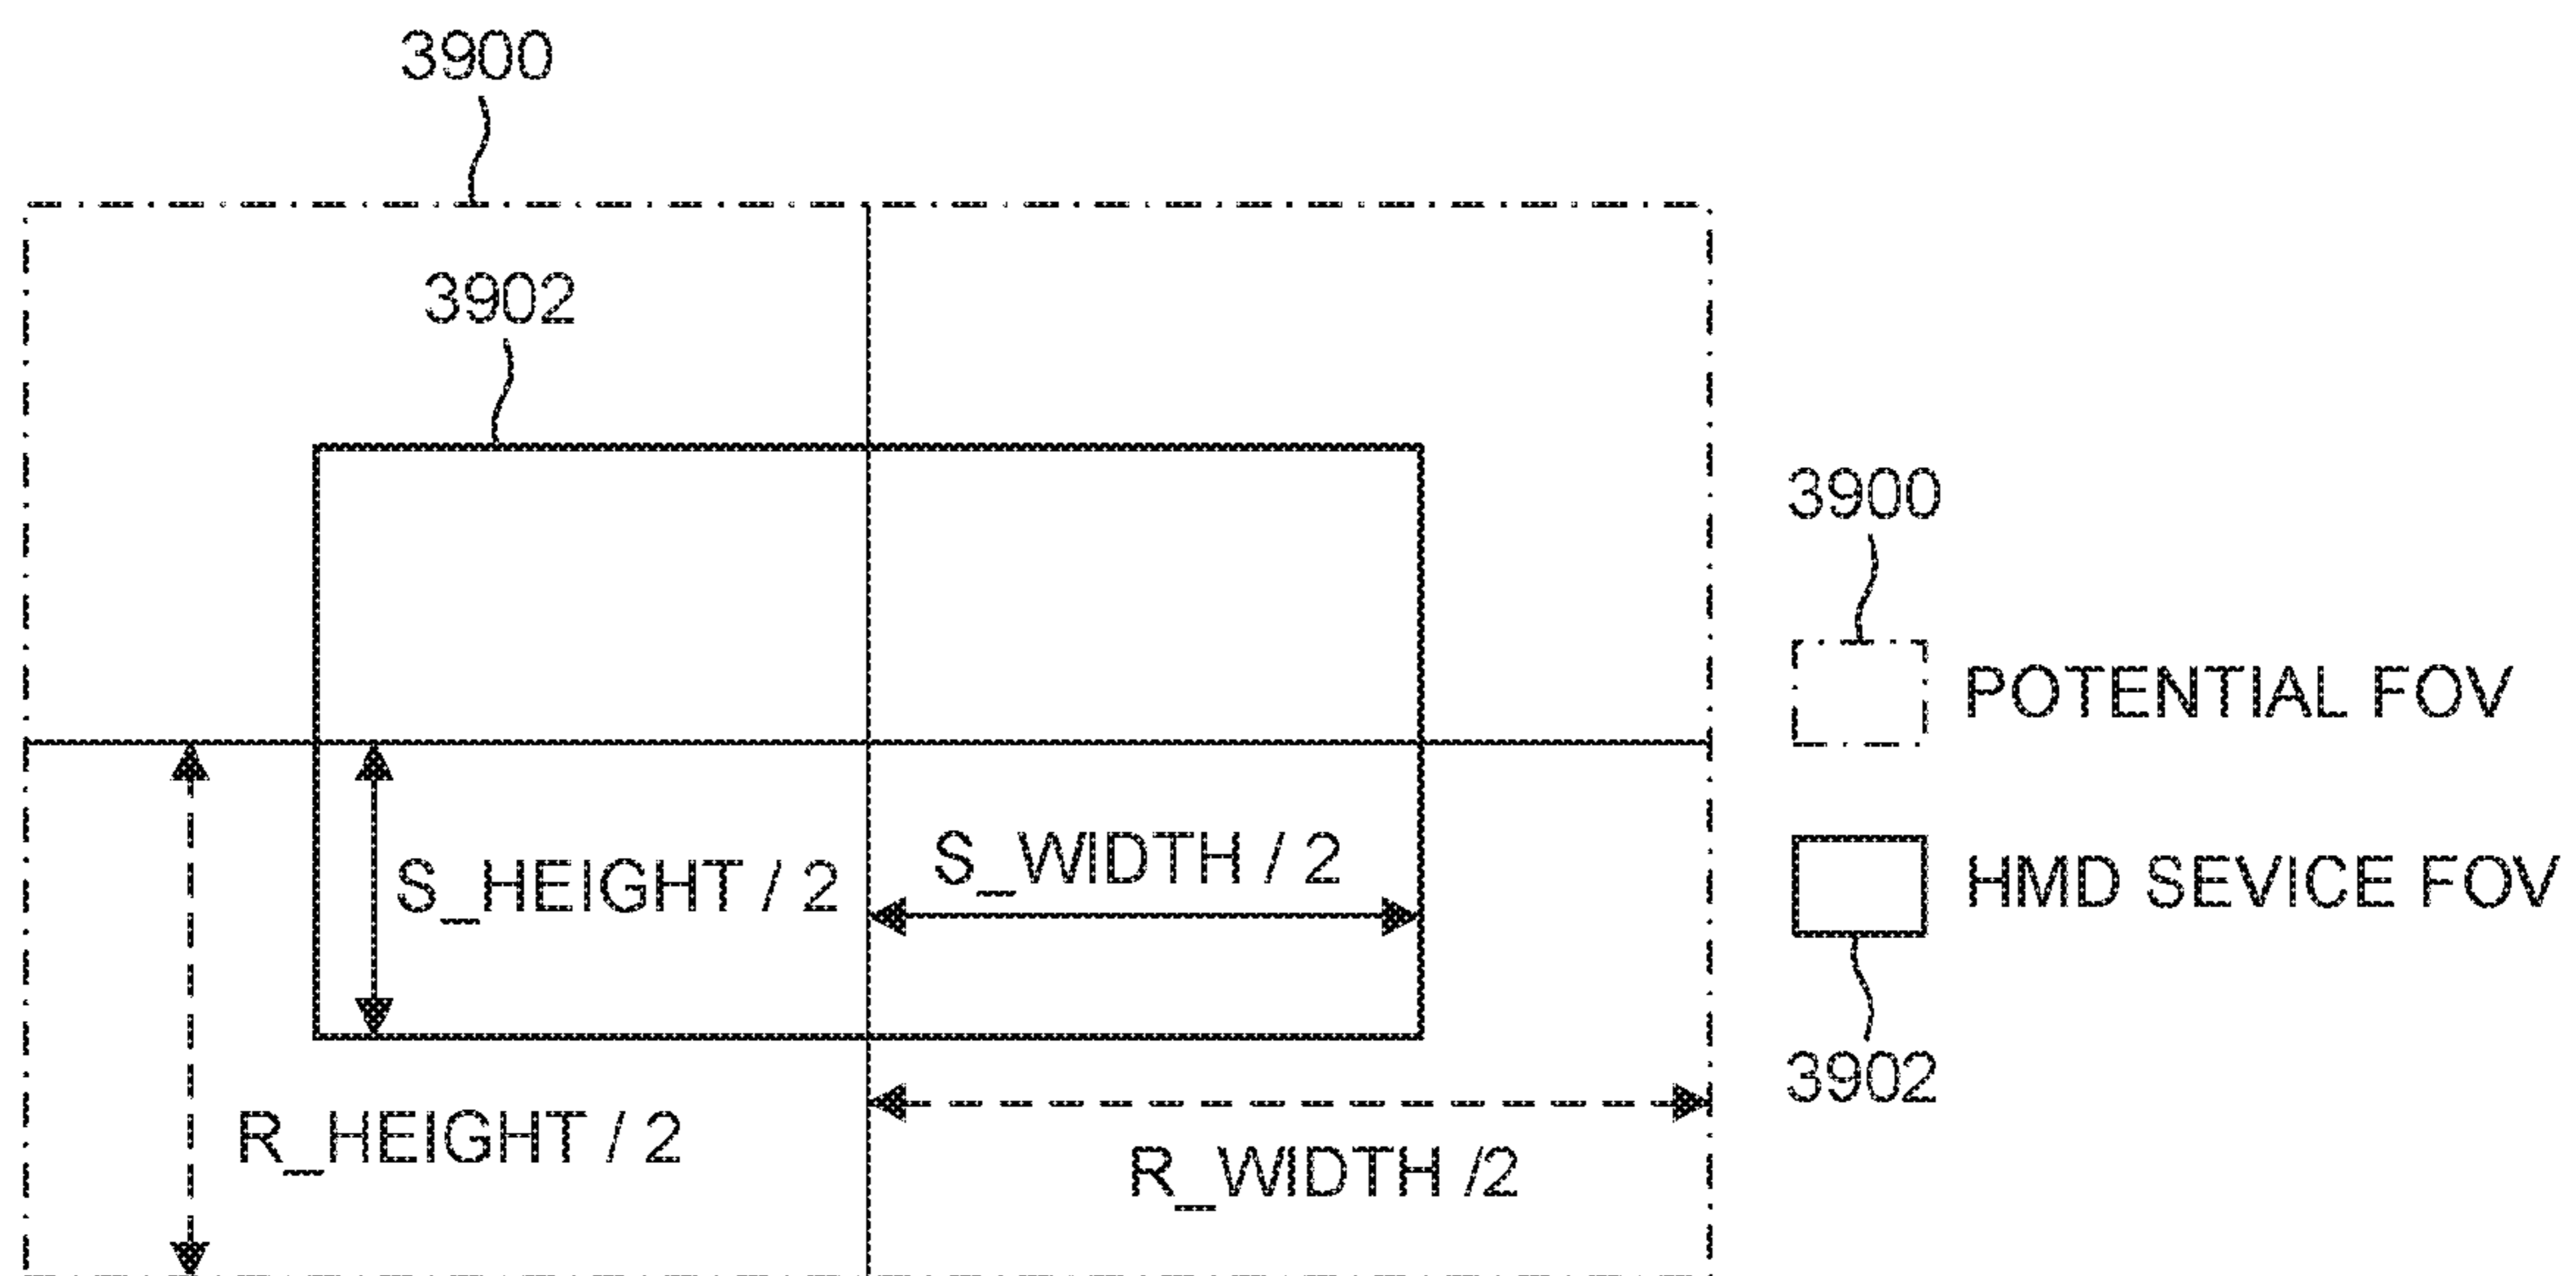 3900
3902
3900
POTENTIAL FOV
S_HEIGHT / 2
S_WIDTH / 2
HMD SEVICE FOV
3902
R_HEIGHT / 2
R_WIDTH /2